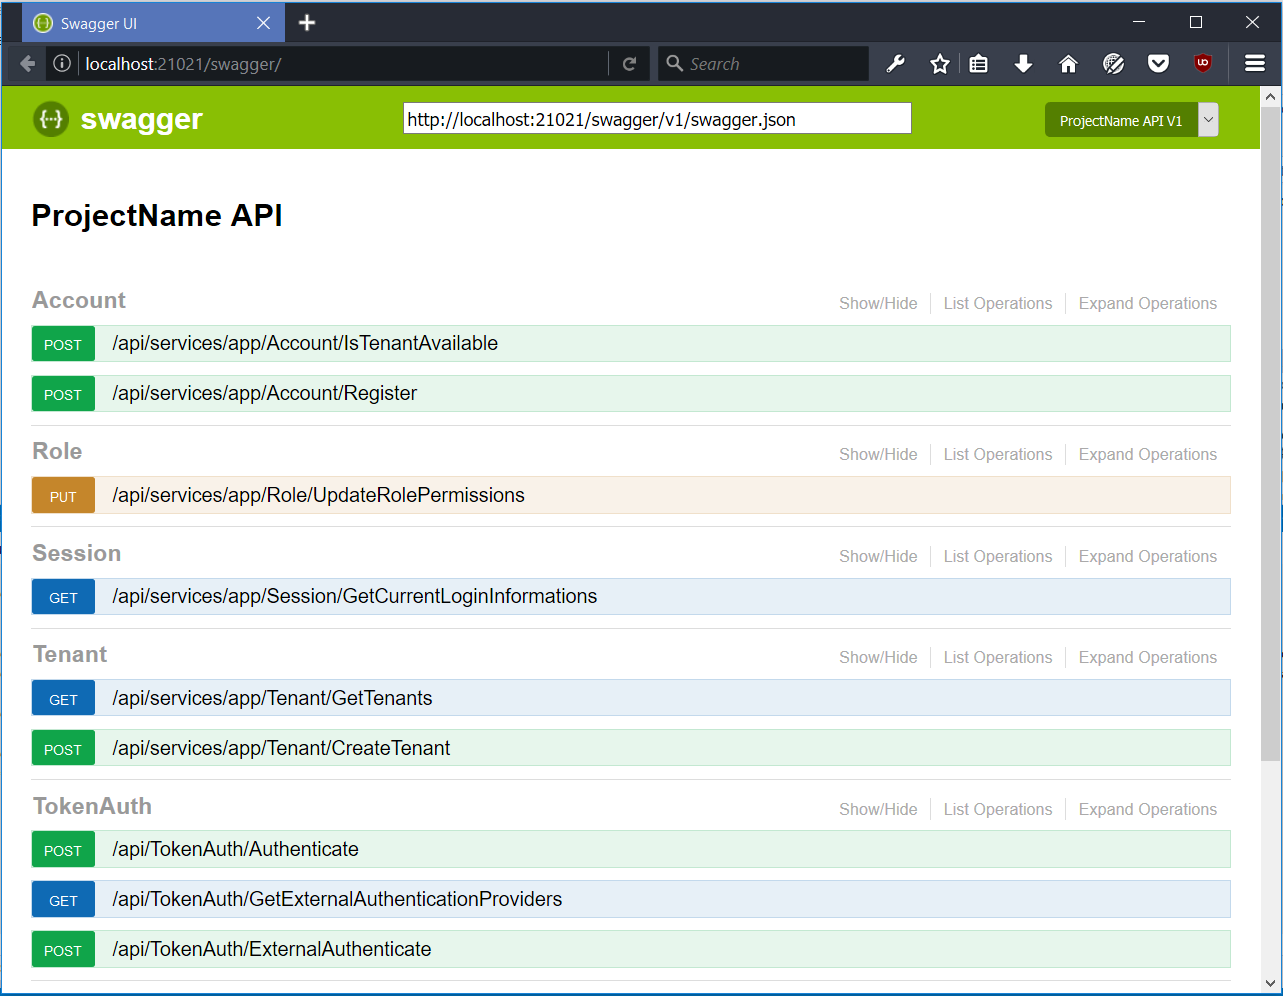 Swagger UI
localhost:21021/swagger/
Search
swagger
http://localhost:21021/swagger/v1/swagger.json
ProjectName API V1
ProjectName API
Account
Show/Hide List Operations Expand Operations
POST /api/services/app/Account/IsTenantAvailable
POST /api/services/app/Account/Register
Role
Show/Hide List Operations Expand Operations
PUT /api/services/app/Role/UpdateRolePermissions
Session
Show/Hide List Operations Expand Operations
GET /api/services/app/Session/GetCurrentLoginInformations
Tenant
Show/Hide List Operations Expand Operations
GET /api/services/app/Tenant/GetTenants
POST /api/services/app/Tenant/CreateTenant
TokenAuth
Show/Hide List Operations Expand Operations
POST /api/TokenAuth/Authenticate
GET /api/TokenAuth/GetExternalAuthenticationProviders
POST /api/TokenAuth/ExternalAuthenticate